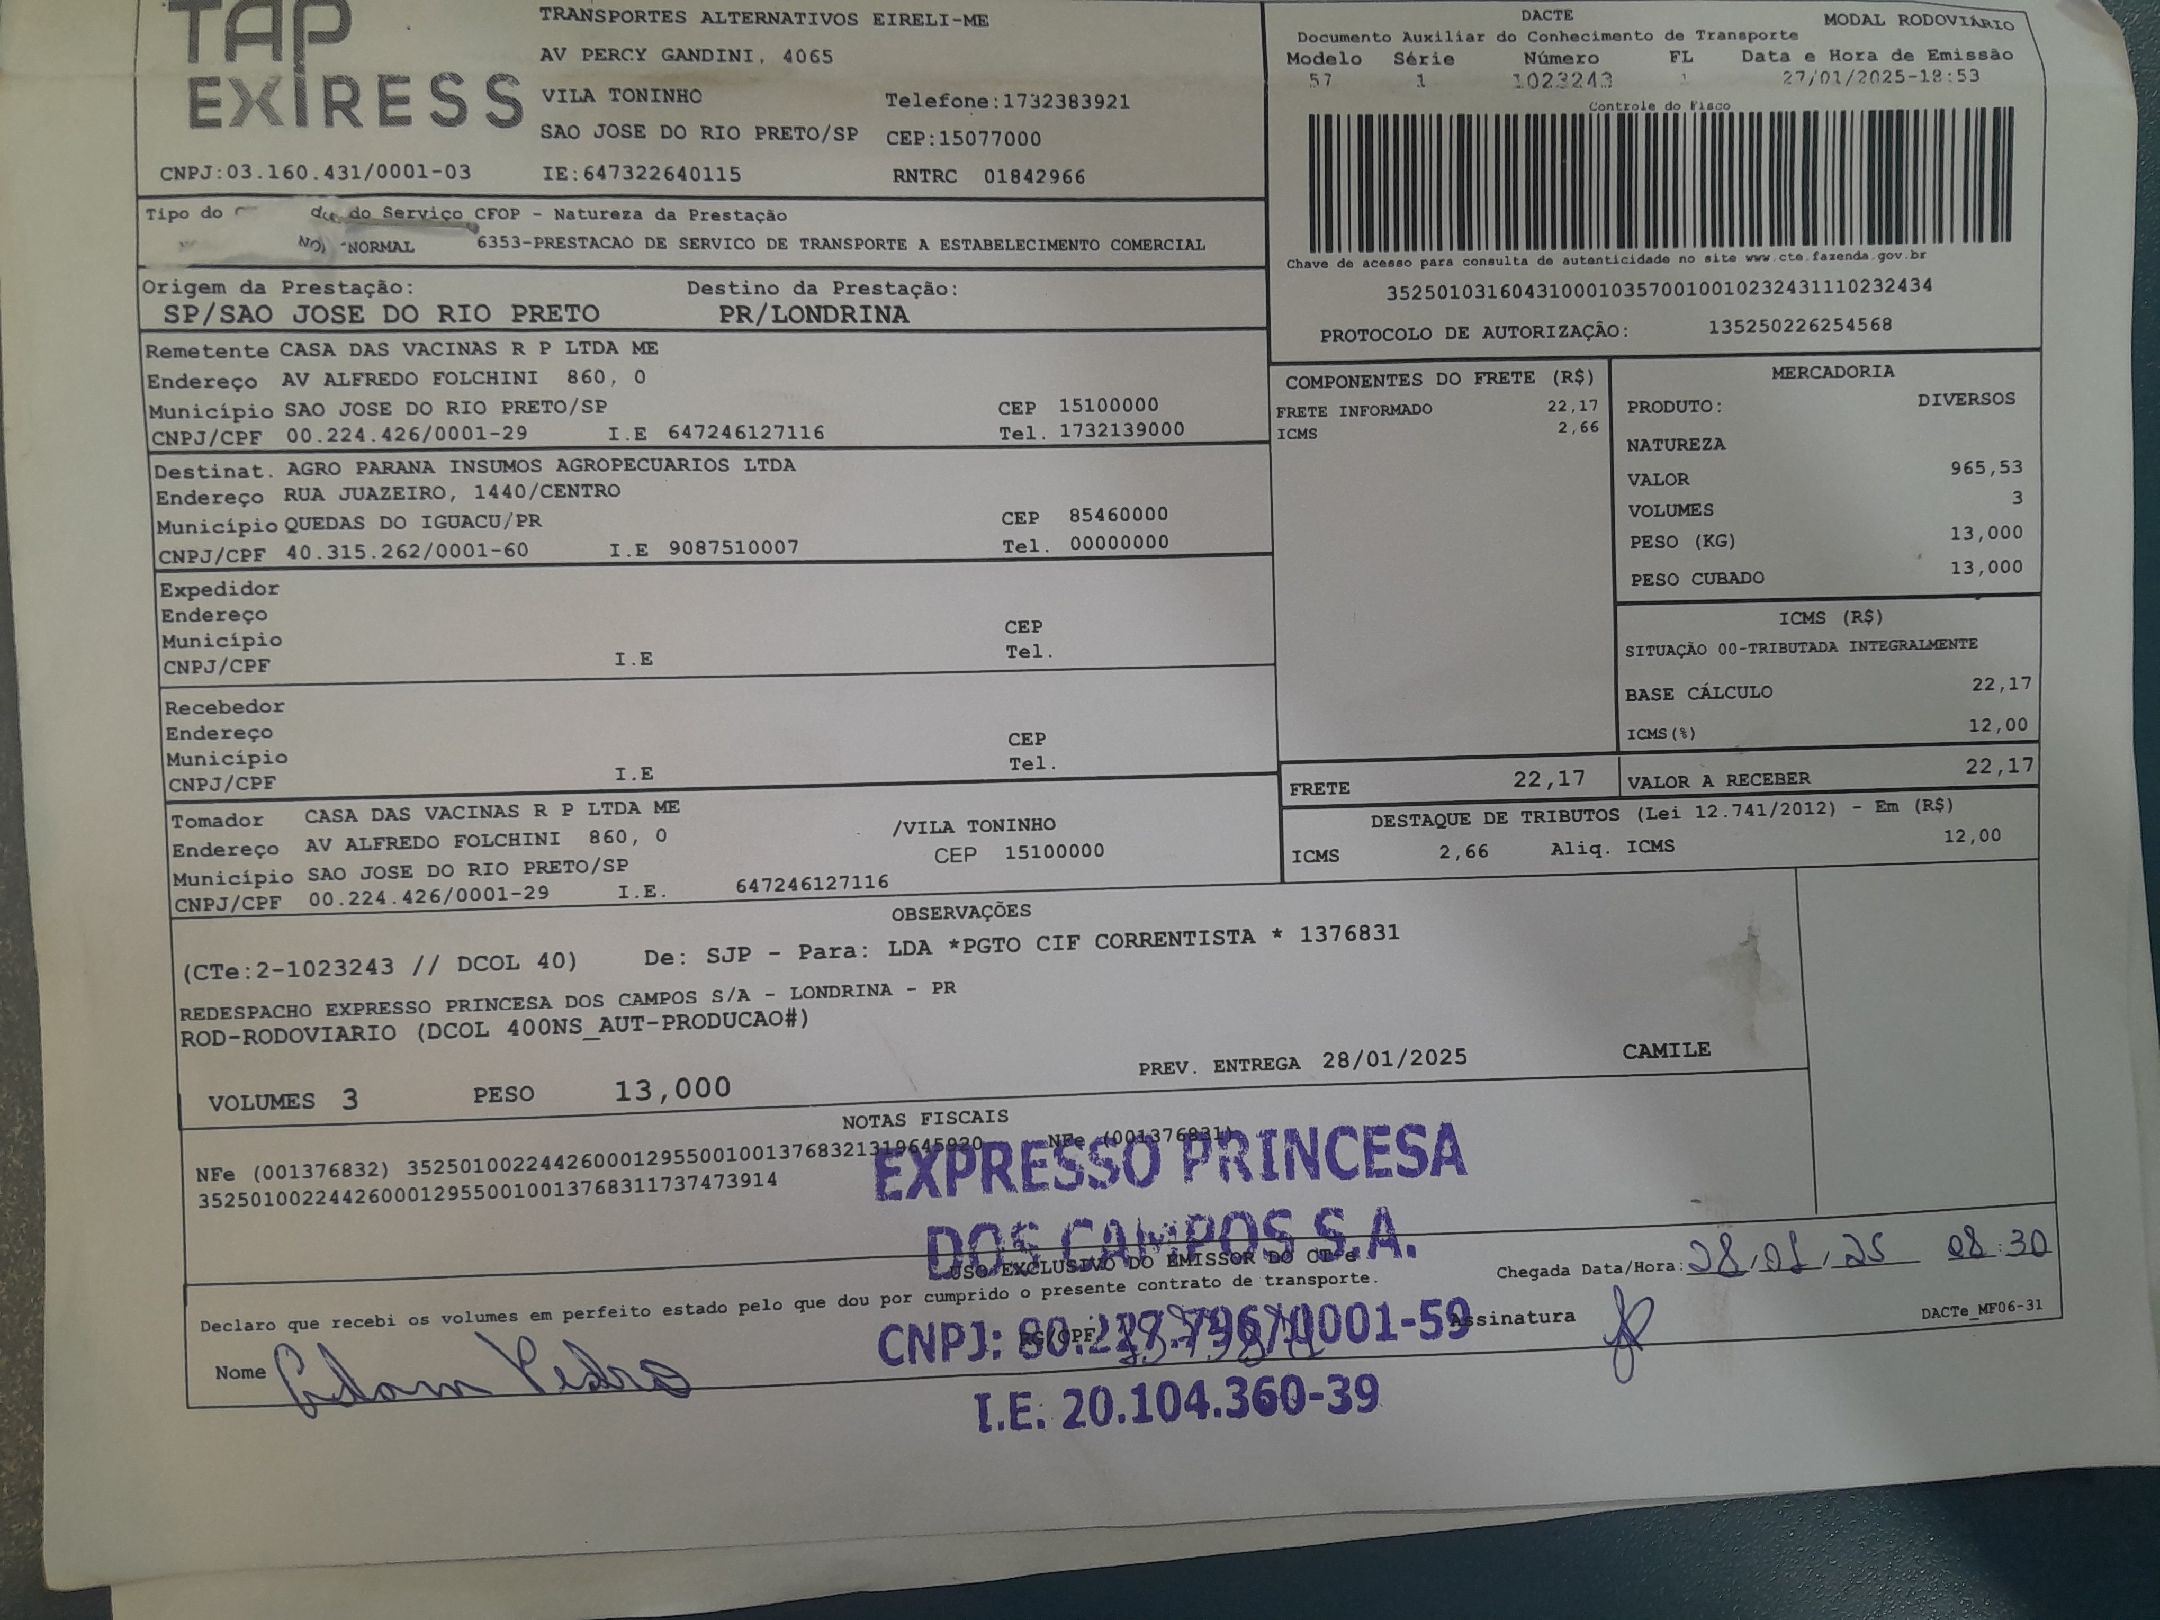 TAP
EXIRESS
TRANSPORTES ALTERNATIVOS EIRELI-ME
AV PERCY GANDINI, 4065
VILA TONINHO Telefone:1732383921
SAO JOSE DO RIO PRETO/SP CEP:15077000
CNPJ:03.160.431/0001-03 IE:647322640115 RNTRC 01842966
DACTE MODAL RODOVIÁRIO
Documento Auxiliar do Conhecimento de Transporte
Modelo Série Número FL Data e Hora de Emissão
57 1 1023243 1 27/01/2025-18:53
Controle do Fisco
Chave de acesso para consulta de autenticidade no site www.cte.fazenda.gov.br
35250103160431000103570010010232431110232434
PROTOCOLO DE AUTORIZAÇÃO: 135250226254568
Tipo do do Serviço CFOP - Natureza da Prestação
NORMAL 6353-PRESTACAO DE SERVICO DE TRANSPORTE A ESTABELECIMENTO COMERCIAL
Origem da Prestação: Destino da Prestação:
SP/SAO JOSE DO RIO PRETO PR/LONDRINA
Remetente CASA DAS VACINAS R P LTDA ME
Endereço AV ALFREDO FOLCHINI 860, 0
Município SAO JOSE DO RIO PRETO/SP CEP 15100000
CNPJ/CPF 00.224.426/0001-29 I.E 647246127116 Tel. 1732139000
Destinat. AGRO PARANA INSUMOS AGROPECUARIOS LTDA
Endereço RUA JUAZEIRO, 1440/CENTRO
Município QUEDAS DO IGUACU/PR CEP 85460000
CNPJ/CPF 40.315.262/0001-60 I.E 9087510007 Tel. 00000000
Expedidor
Endereço
Município CEP
CNPJ/CPF I.E Tel.
Recebedor
Endereço
Município CEP
CNPJ/CPF I.E Tel.
Tomador CASA DAS VACINAS R P LTDA ME
Endereço AV ALFREDO FOLCHINI 860, 0 /VILA TONINHO
Município SAO JOSE DO RIO PRETO/SP CEP 15100000
CNPJ/CPF 00.224.426/0001-29 I.E. 647246127116
COMPONENTES DO FRETE (R$)
FRETE INFORMADO 22,17
ICMS 2,66
MERCADORIA
PRODUTO: DIVERSOS
NATUREZA
VALOR 965,53
VOLUMES 3
PESO (KG) 13,000
PESO CUBADO 13,000
ICMS (R$)
SITUAÇÃO 00-TRIBUTADA INTEGRALMENTE
BASE CÁLCULO 22,17
ICMS(%) 12,00
FRETE 22,17 VALOR A RECEBER 22,17
DESTAQUE DE TRIBUTOS (Lei 12.741/2012) - Em (R$)
ICMS 2,66 Aliq. ICMS 12,00
OBSERVAÇÕES
(CTe:2-1023243 // DCOL 40) De: SJP - Para: LDA *PGTO CIF CORRENTISTA * 1376831
REDESPACHO EXPRESSO PRINCESA DOS CAMPOS S/A - LONDRINA - PR
ROD-RODOVIARIO (DCOL 400NS_AUT-PRODUCAO#)
VOLUMES 3 PESO 13,000 PREV. ENTREGA 28/01/2025 CAMILE
NOTAS FISCAIS
NFe (001376832) 35250100224426000129550010013768321319645920 NFe (001376831)
35250100224426000129550010013768311737473914
EXPRESSO PRINCESA
DOS CAMPOS S.A.
USO EXCLUSIVO DO EMISSOR DO CT-e
Declaro que recebi os volumes em perfeito estado pelo que dou por cumprido o presente contrato de transporte. Chegada Data/Hora: 28/01/25 08:30
CNPJ: 80.227.796/0001-59
Nome RG/CPF Assinatura DACTe_MF06-31
I.E. 20.104.360-39